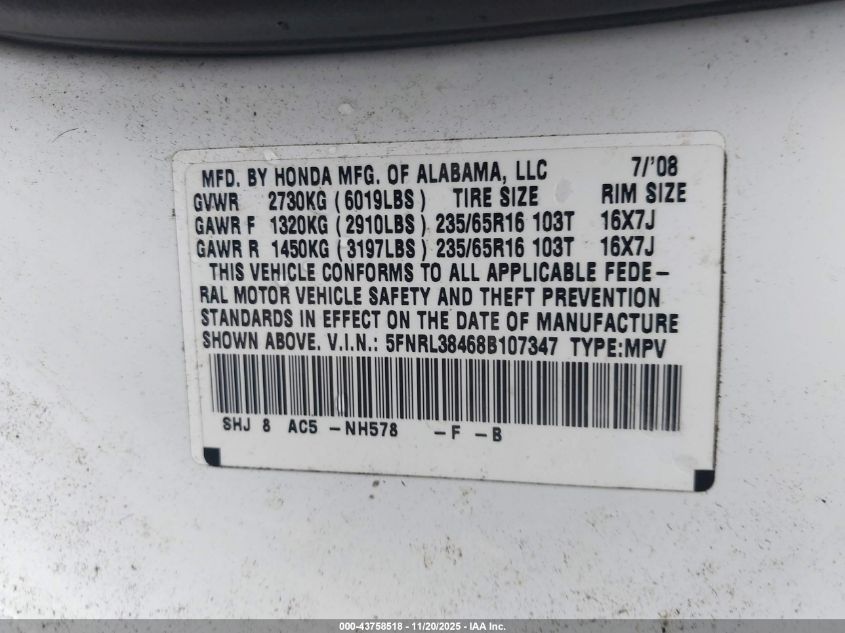 MFD. BY HONDA MFG. OF ALABAMA, LLC 7/'08
GVWR 2730KG ( 6019LBS ) TIRE SIZE RIM SIZE
GAWR F 1320KG ( 2910LBS ) 235/65R16 103T 16X7J
GAWR R 1450KG ( 3197LBS ) 235/65R16 103T 16X7J
THIS VEHICLE CONFORMS TO ALL APPLICABLE FEDE-
RAL MOTOR VEHICLE SAFETY AND THEFT PREVENTION
STANDARDS IN EFFECT ON THE DATE OF MANUFACTURE
SHOWN ABOVE. V.I.N.: 5FNRL38468B107347 TYPE:MPV
SHJ 8 AC5 -NH578 -F -B
000-43758518 - 11/20/2025 - IAA Inc.